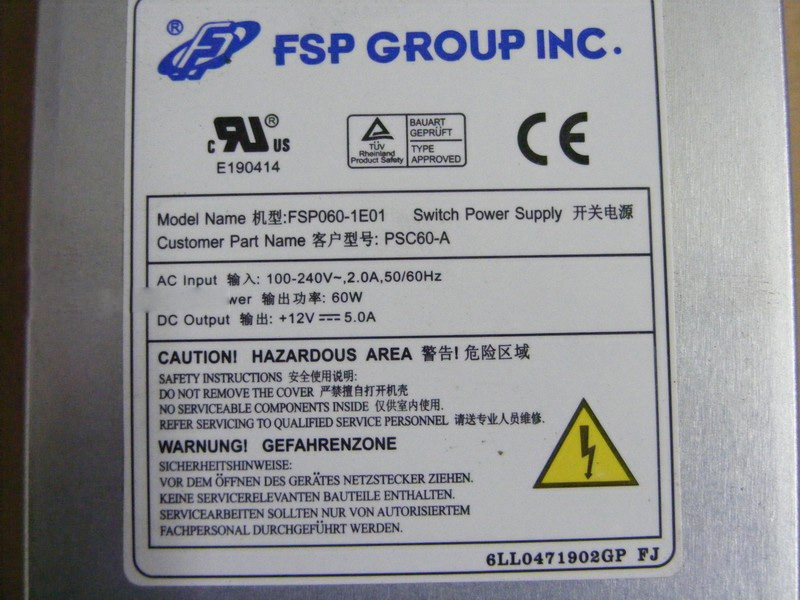 ® FSP GROUP INC.
c RU ® US
E190414
TÜV
Rheinland
Product Safety
BAUART
GEPRÜFT
TYPE
APPROVED
CE
Model Name 机型:FSP060-1E01 Switch Power Supply 开关电源
Customer Part Name 客户型号: PSC60-A
AC Input 输入: 100-240V~,2.0A,50/60Hz
wer 输出功率: 60W
DC Output 输出: +12V 5.0A
CAUTION! HAZARDOUS AREA 警告! 危险区域
SAFETY INSTRUCTIONS 安全使用说明:
DO NOT REMOVE THE COVER 严禁擅自打开机壳
NO SERVICEABLE COMPONENTS INSIDE 仅供室内使用.
REFER SERVICING TO QUALIFIED SERVICE PERSONNEL 请送专业人员维修.
WARNUNG! GEFAHRENZONE
SICHERHEITSHINWEISE:
VOR DEM ÖFFNEN DES GERÄTES NETZSTECKER ZIEHEN.
KEINE SERVICERELEVANTEN BAUTEILE ENTHALTEN.
SERVICEARBEITEN SOLLTEN NUR VON AUTORISIERTEM
FACHPERSONAL DURCHGEFÜHRT WERDEN.
6LL0471902GP FJ